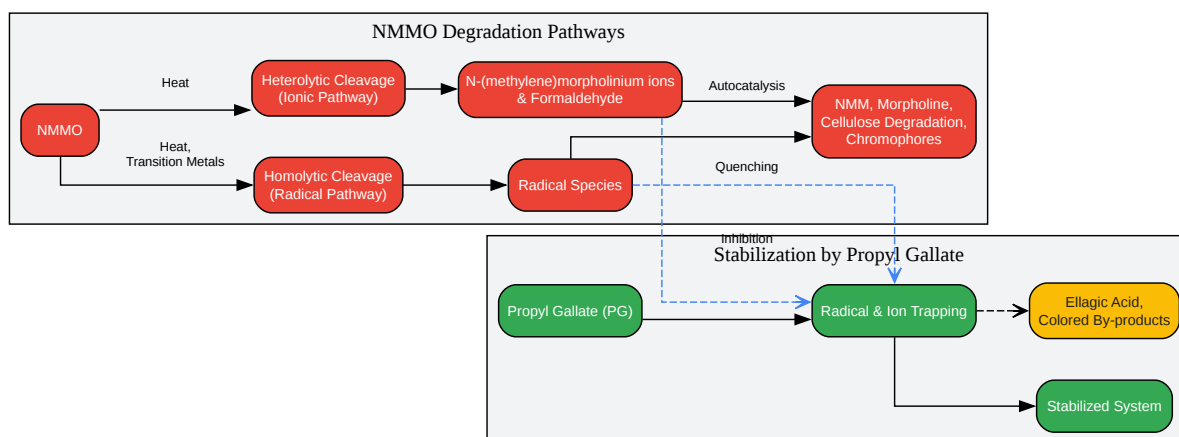 NMMO Degradation Pathways
Heat
Heterolytic Cleavage
(Ionic Pathway)
N-(methylene)morpholinium ions
& Formaldehyde
Autocatalysis
NMM, Morpholine,
Cellulose Degradation,
Chromophores
NMMO
Heat,
Transition Metals
Homolytic Cleavage
(Radical Pathway)
Radical Species
Quenching
Inhibition
Stabilization by Propyl Gallate
Propyl Gallate (PG)
Radical & Ion Trapping
Ellagic Acid,
Colored By-products
Stabilized System